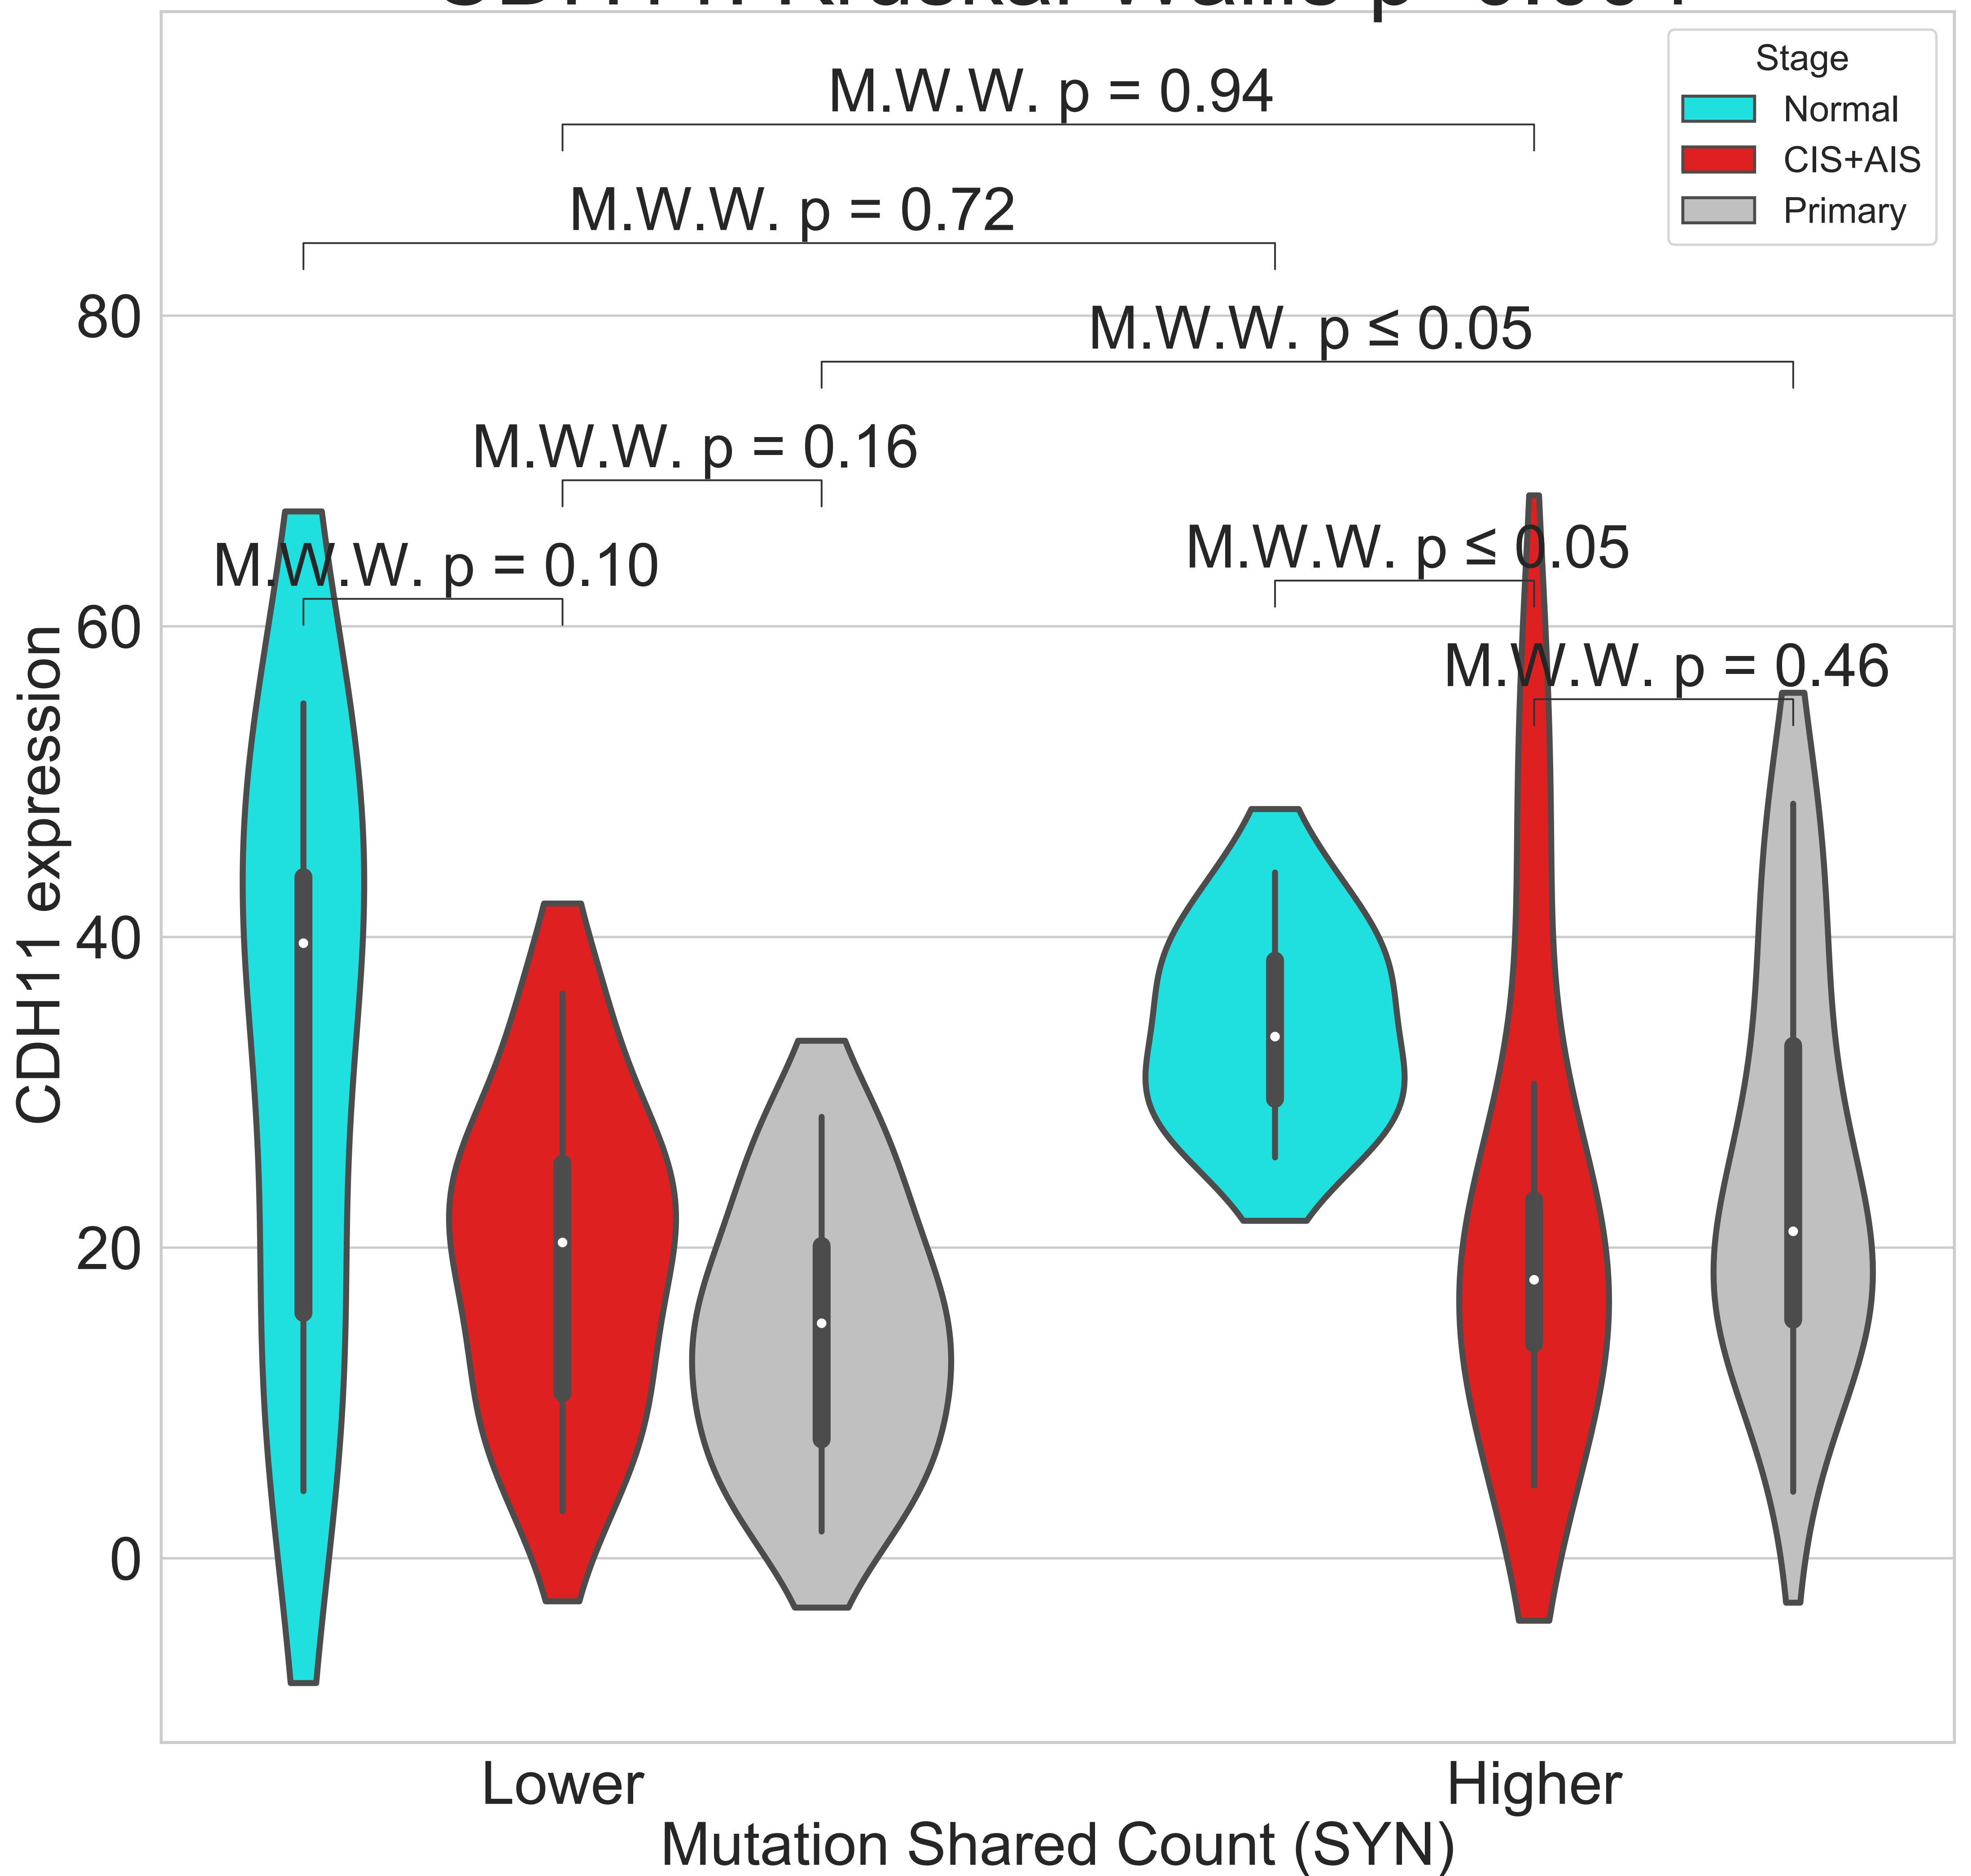 Stage
Normal
CIS+AIS
Primary
M.W.W. p = 0.94
M.W.W. p = 0.72
M.W.W. p ≤ 0.05
M.W.W. p = 0.16
M.W.W. p ≤ 0.05
M.W.W. p = 0.10
M.W.W. p = 0.46
80
60
40
20
0
CDH11 expression
Lower
Higher
Mutation Shared Count (SYN)